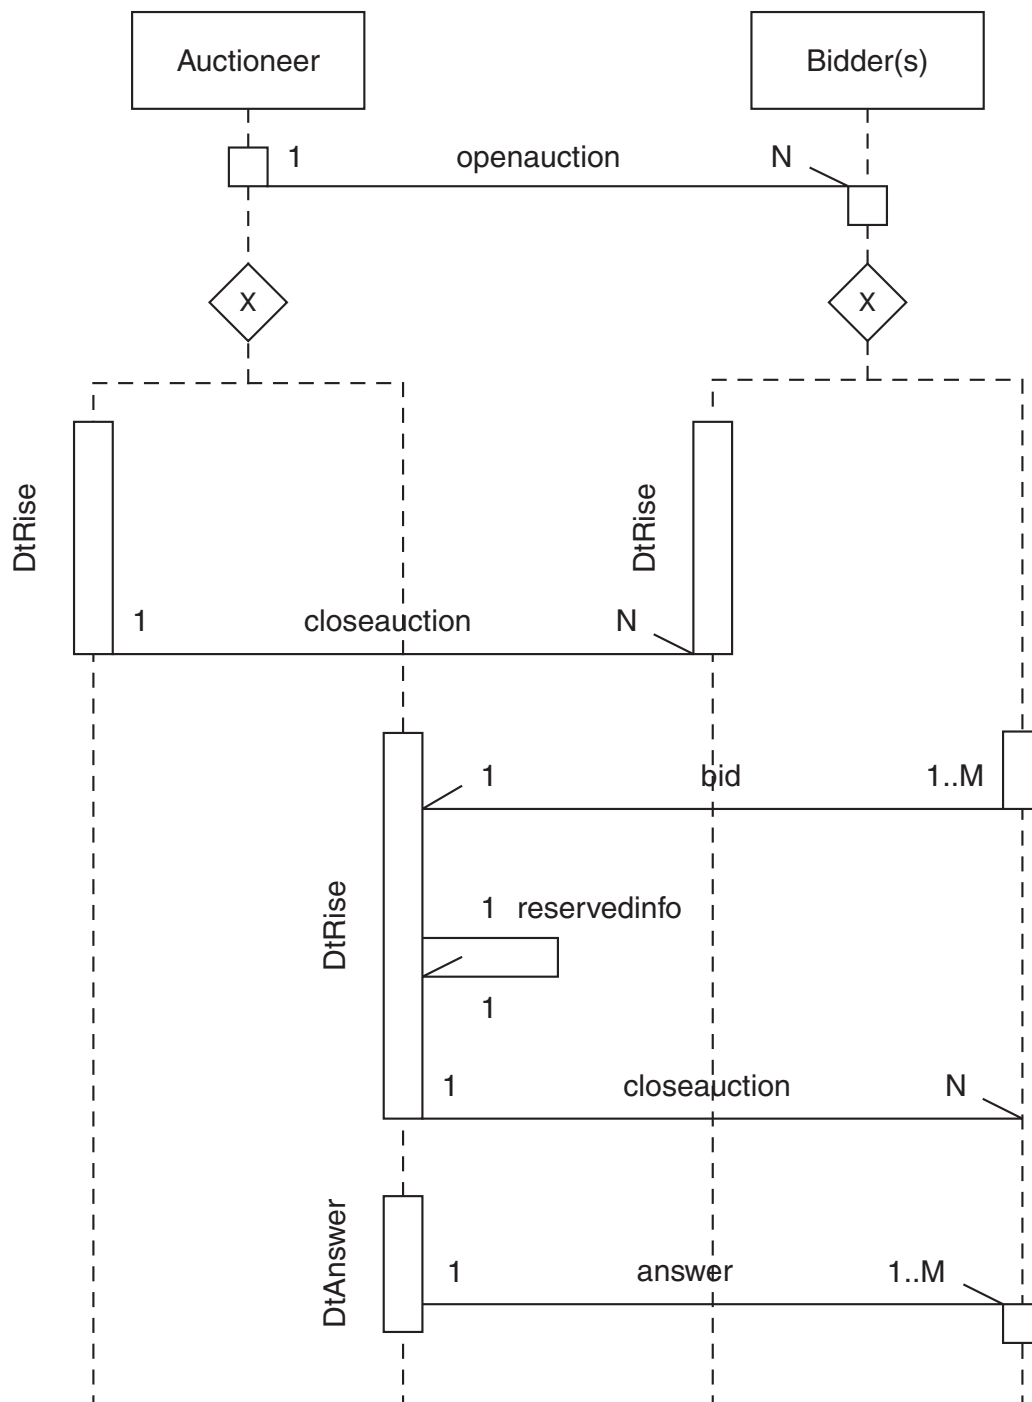 Auctioneer
Bidder(s)
1 openauction N
X
X
DtRise
DtRise
1 closeauction N
1 bid 1..M
DtRise
1 reservedinfo
1
1 closeauction N
DtAnswer
1 answer 1..M